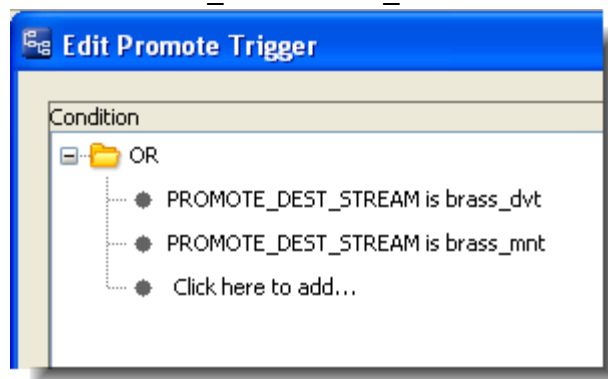 Edit Promote Trigger
Condition
OR
PROMOTE_DEST_STREAM is brass_dvt
PROMOTE_DEST_STREAM is brass_mnt
Click here to add...